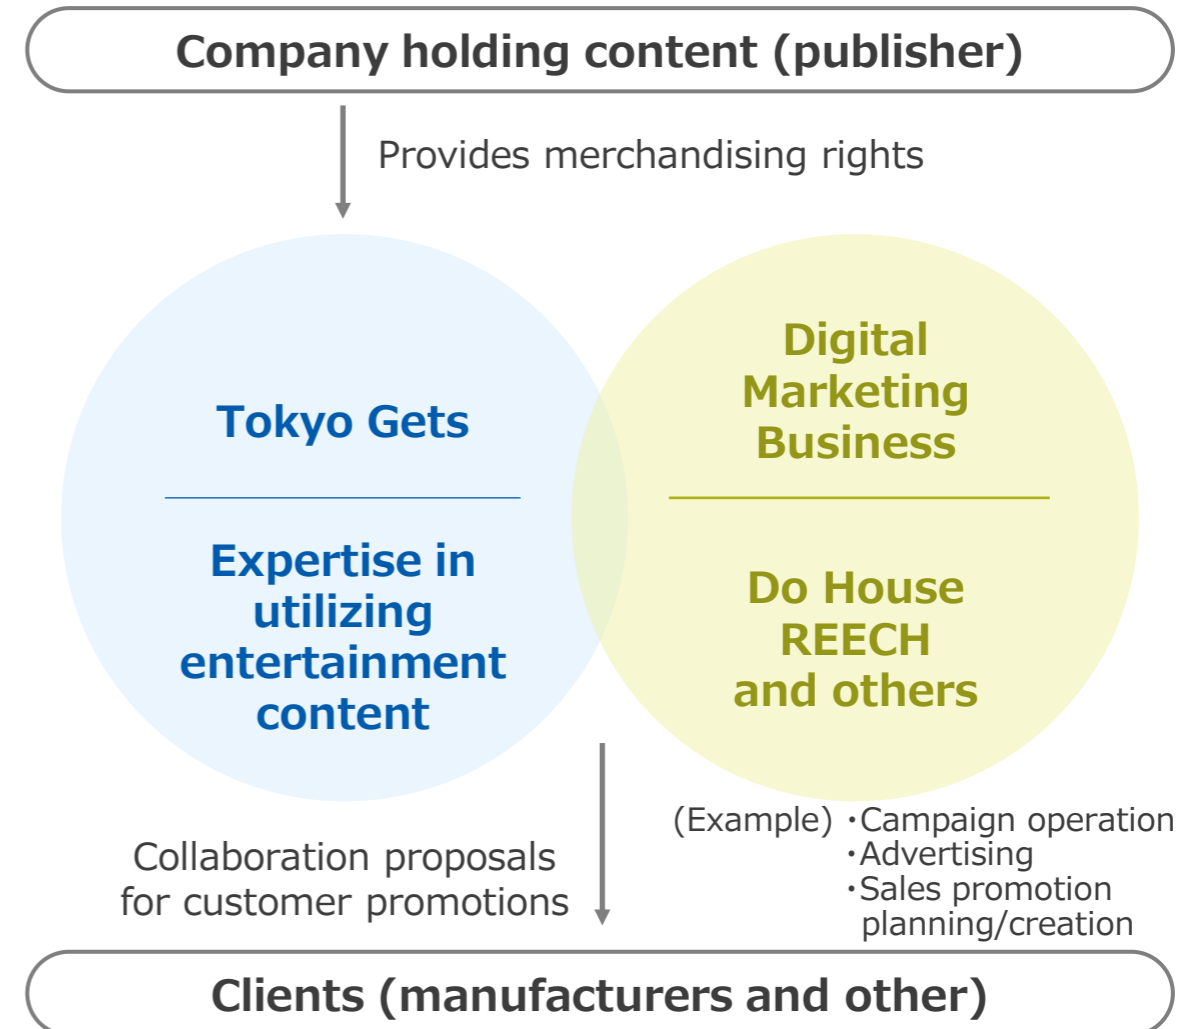 Company holding content (publisher)
Provides merchandising rights
Tokyo Gets
Expertise in
utilizing
entertainment
content
Digital
Marketing
Business
Do House
REECH
and others
Collaboration proposals
for customer promotions
(Example) ・Campaign operation
・Advertising
・Sales promotion
planning/creation
Clients (manufacturers and other)